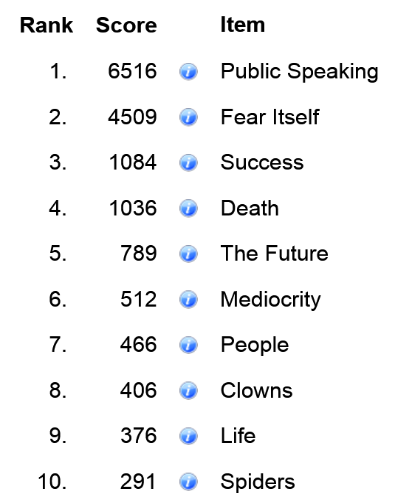 Rank Score Item
1. 6516 Public Speaking
2. 4509 Fear Itself
3. 1084 Success
4. 1036 Death
5. 789 The Future
6. 512 Mediocrity
7. 466 People
8. 406 Clowns
9. 376 Life
10. 291 Spiders